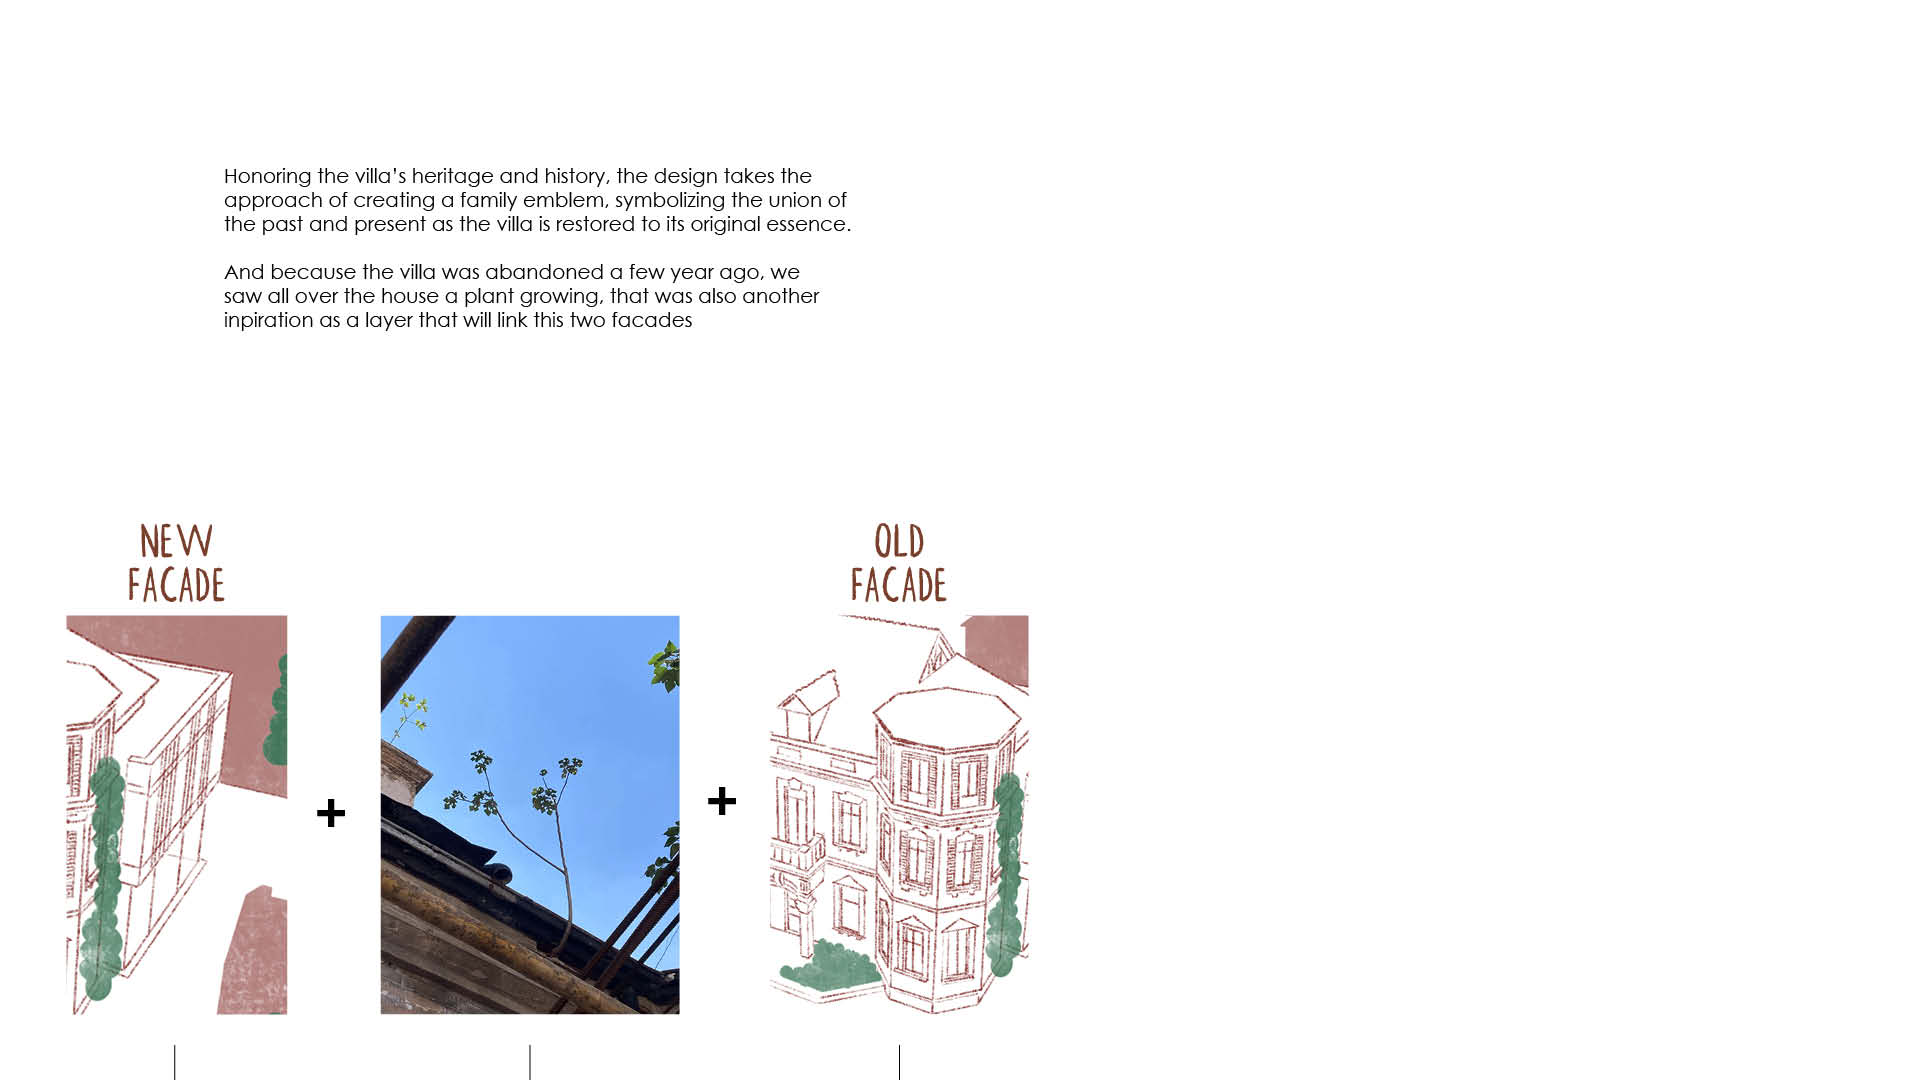 Honoring the villa’s heritage and history, the design takes the
approach of creating a family emblem, symbolizing the union of
the past and present as the villa is restored to its original essence.
And because the villa was abandoned a few year ago, we
saw all over the house a plant growing, that was also another
inpiration as a layer that will link this two facades
NEW
FACADE
OLD
FACADE
+
+